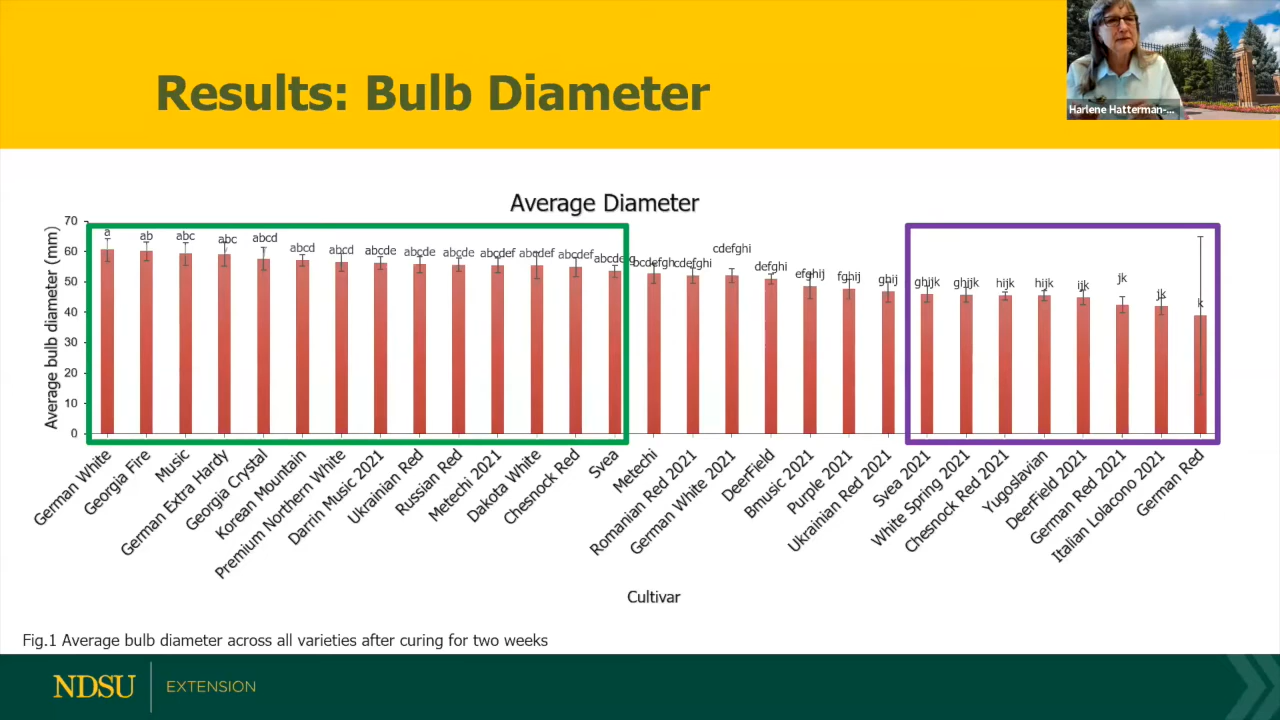 Results: Bulb Diameter
Harlene Hatterman-...
Average Diameter
Average bulb diameter (mm)
70
60
50
40
30
20
10
0
a
ab
abc
abc
abcd
abcd
abcd
abcde
abcde
abcde
abcdef
abcdef
abcdef
abcdefg
bcdefgh
cdefghi
cdefghi
defghi
efghij
fghij
ghij
ghijk
ghijk
hijk
hijk
ijk
jk
jk
k
German White
Georgia Fire
Music
German Extra Hardy
Georgia Crystal
Korean Mountain
Premium Northern White
Darrin Music 2021
Ukrainian Red
Russian Red
Metechi 2021
Dakota White
Chesnock Red
Svea
Metechi
Romanian Red 2021
German White 2021
DeerField
Bmusic 2021
Purple 2021
Ukrainian Red 2021
Svea 2021
White Spring 2021
Chesnock Red 2021
Yugoslavian
DeerField 2021
German Red 2021
Italian Lolacono 2021
German Red
Cultivar
Fig.1 Average bulb diameter across all varieties after curing for two weeks
NDSU
EXTENSION